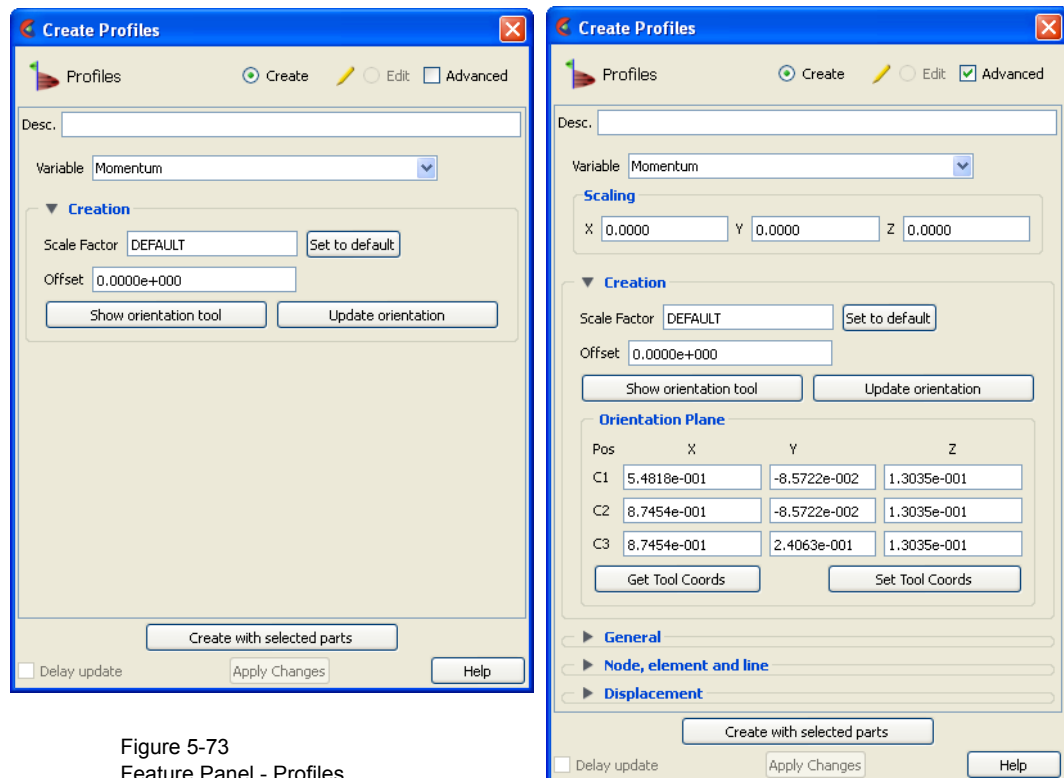 Create Profiles
Profiles Create Edit Advanced
Desc.
Variable Momentum
Creation
Scale Factor DEFAULT Set to default
Offset 0.0000e+000
Show orientation tool Update orientation
Create with selected parts
Delay update Apply Changes Help
Create Profiles
Profiles Create Edit Advanced
Desc.
Variable Momentum
Scaling
X 0.0000 Y 0.0000 Z 0.0000
Creation
Scale Factor DEFAULT Set to default
Offset 0.0000e+000
Show orientation tool Update orientation
Orientation Plane
Pos X Y Z
C1 5.4818e-001 -8.5722e-002 1.3035e-001
C2 8.7454e-001 -8.5722e-002 1.3035e-001
C3 8.7454e-001 2.4063e-001 1.3035e-001
Get Tool Coords Set Tool Coords
General
Node, element and line
Displacement
Create with selected parts
Delay update Apply Changes Help
Figure 5-73
Feature Panel - Profiles